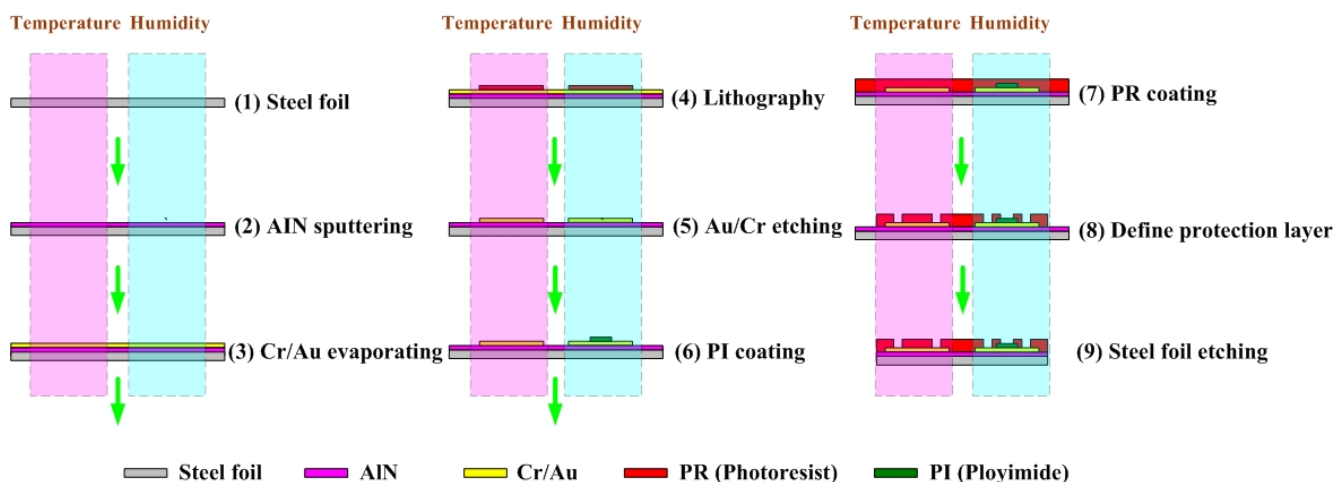 Temperature Humidity
(1) Steel foil
(2) AlN sputtering
(3) Cr/Au evaporating
Temperature Humidity
(4) Lithography
(5) Au/Cr etching
(6) PI coating
Temperature Humidity
(7) PR coating
(8) Define protection layer
(9) Steel foil etching
Steel foil AlN Cr/Au PR (Photoresist) PI (Ployimide)